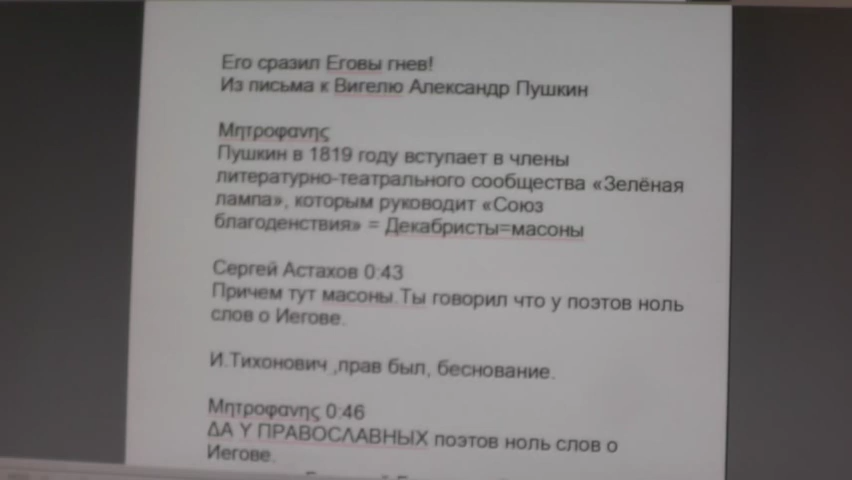 Его сразил Еговы гнев!
Из письма к Вигелю Александр Пушкин
Μητροφανης
Пушкин в 1819 году вступает в члены
литературно-театрального сообщества «Зелёная
лампа», которым руководит «Союз
благоденствия» = Декабристы=масоны
Сергей Астахов 0:43
Причем тут масоны.Ты говорил что у поэтов ноль
слов о Иегове.
И.Тихонович ,прав был, беснование.
Μητροφανης 0:46
ΔΑ У ПРАВОСΛАВНЫХ поэтов ноль слов о
Иегове.